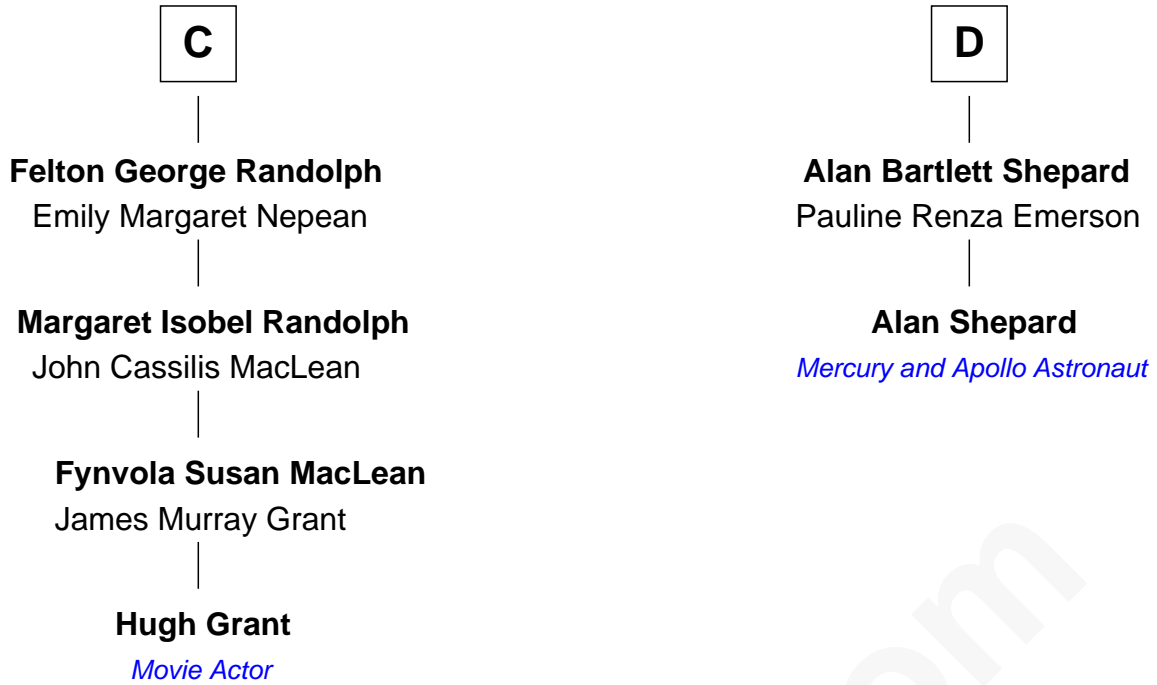 C
Felton George Randolph
Emily Margaret Nepean
Margaret Isobel Randolph
John Cassilis MacLean
Fynvola Susan MacLean
James Murray Grant
Hugh Grant
Movie Actor
D
Alan Bartlett Shepard
Pauline Renza Emerson
Alan Shepard
Mercury and Apollo Astronaut
om